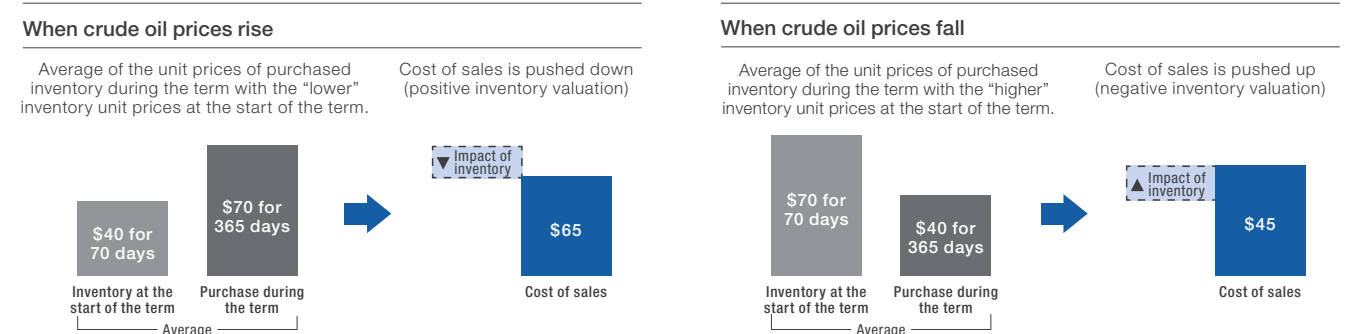 When crude oil prices rise
Average of the unit prices of purchased
inventory during the term with the “lower”
inventory unit prices at the start of the term.
Cost of sales is pushed down
(positive inventory valuation)
$40 for
70 days
$70 for
365 days
▼ Impact of
inventory
$65
Inventory at the
start of the term
Purchase during
the term
Cost of sales
Average
When crude oil prices fall
Average of the unit prices of purchased
inventory during the term with the “higher”
inventory unit prices at the start of the term.
Cost of sales is pushed up
(negative inventory valuation)
$70 for
70 days
$40 for
365 days
▲ Impact of
inventory
$45
Inventory at the
start of the term
Purchase during
the term
Cost of sales
Average